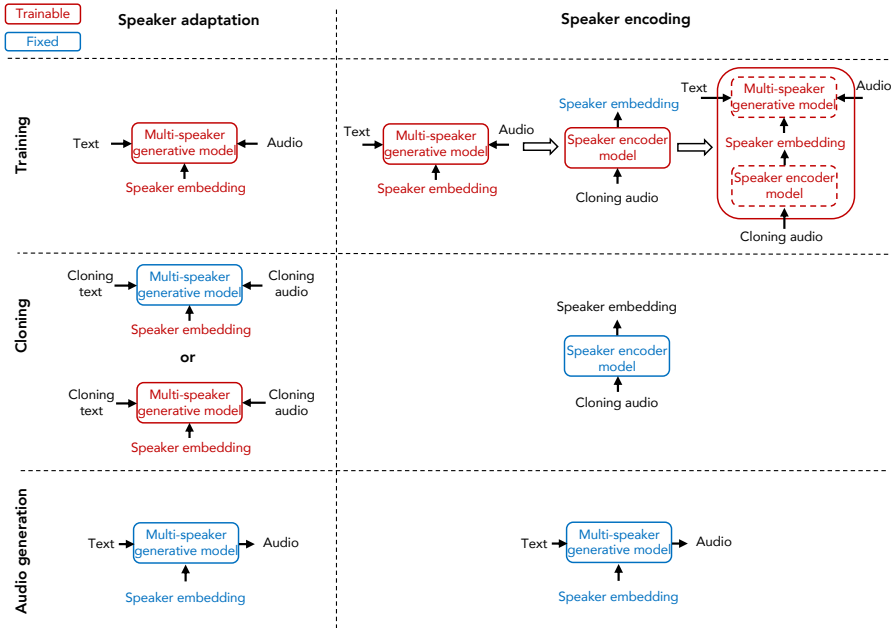 Trainable
Fixed
Speaker adaptation
Speaker encoding
Training
Text
Multi-speaker
generative model
Audio
Speaker embedding
Text
Multi-speaker
generative model
Audio
Speaker embedding
Speaker embedding
Speaker encoder
model
Cloning audio
Text
Multi-speaker
generative model
Audio
Speaker embedding
Speaker encoder
model
Cloning audio
Cloning
Cloning
text
Multi-speaker
generative model
Cloning
audio
Speaker embedding
or
Cloning
text
Multi-speaker
generative model
Cloning
audio
Speaker embedding
Speaker embedding
Speaker encoder
model
Cloning audio
Audio generation
Text
Multi-speaker
generative model
Audio
Speaker embedding
Text
Multi-speaker
generative model
Audio
Speaker embedding